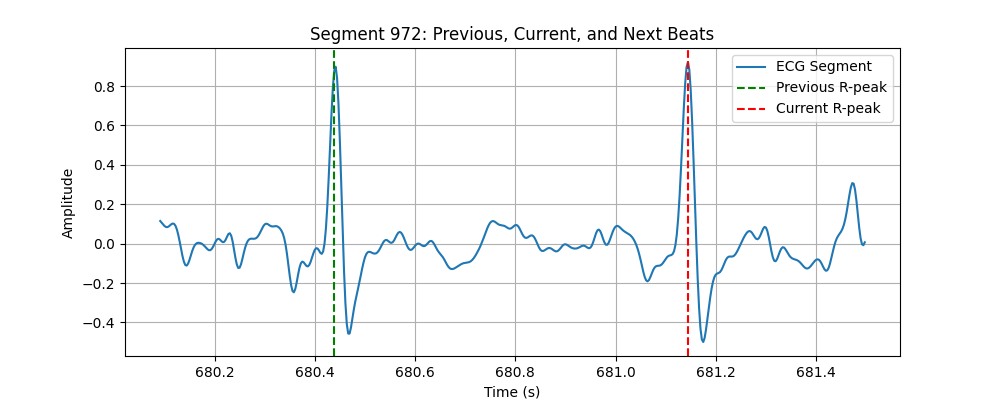 Segment 972: Previous, Current, and Next Beats
ECG Segment
Previous R-peak
Current R-peak
Amplitude
0.8
0.6
0.4
0.2
0.0
−0.2
−0.4
680.2 680.4 680.6 680.8 681.0 681.2 681.4
Time (s)